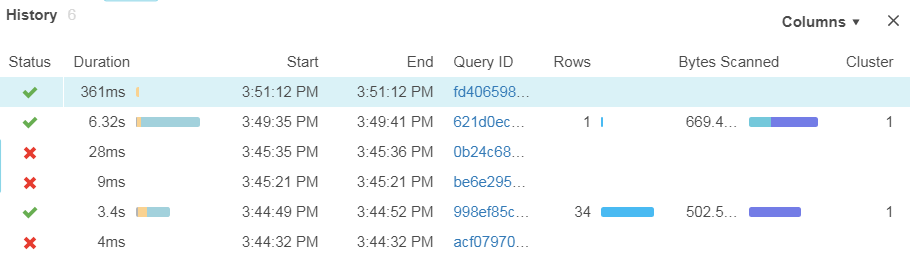 History 6
Columns
Status Duration Start End Query ID Rows Bytes Scanned Cluster
361ms 3:51:12 PM 3:51:12 PM fd406598...
6.32s 3:49:35 PM 3:49:41 PM 621d0ec... 1 669.4... 1
28ms 3:45:35 PM 3:45:36 PM 0b24c68...
9ms 3:45:21 PM 3:45:21 PM be6e295...
3.4s 3:44:49 PM 3:44:52 PM 998ef85c... 34 502.5... 1
4ms 3:44:32 PM 3:44:32 PM acf07970...